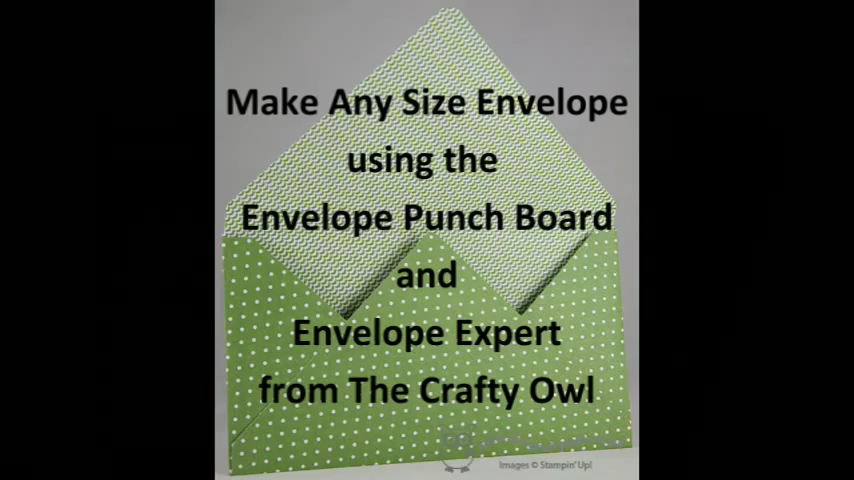 Make Any Size Envelope
using the
Envelope Punch Board
and
Envelope Expert
from The Crafty Owl
Images © Stampin' Up!